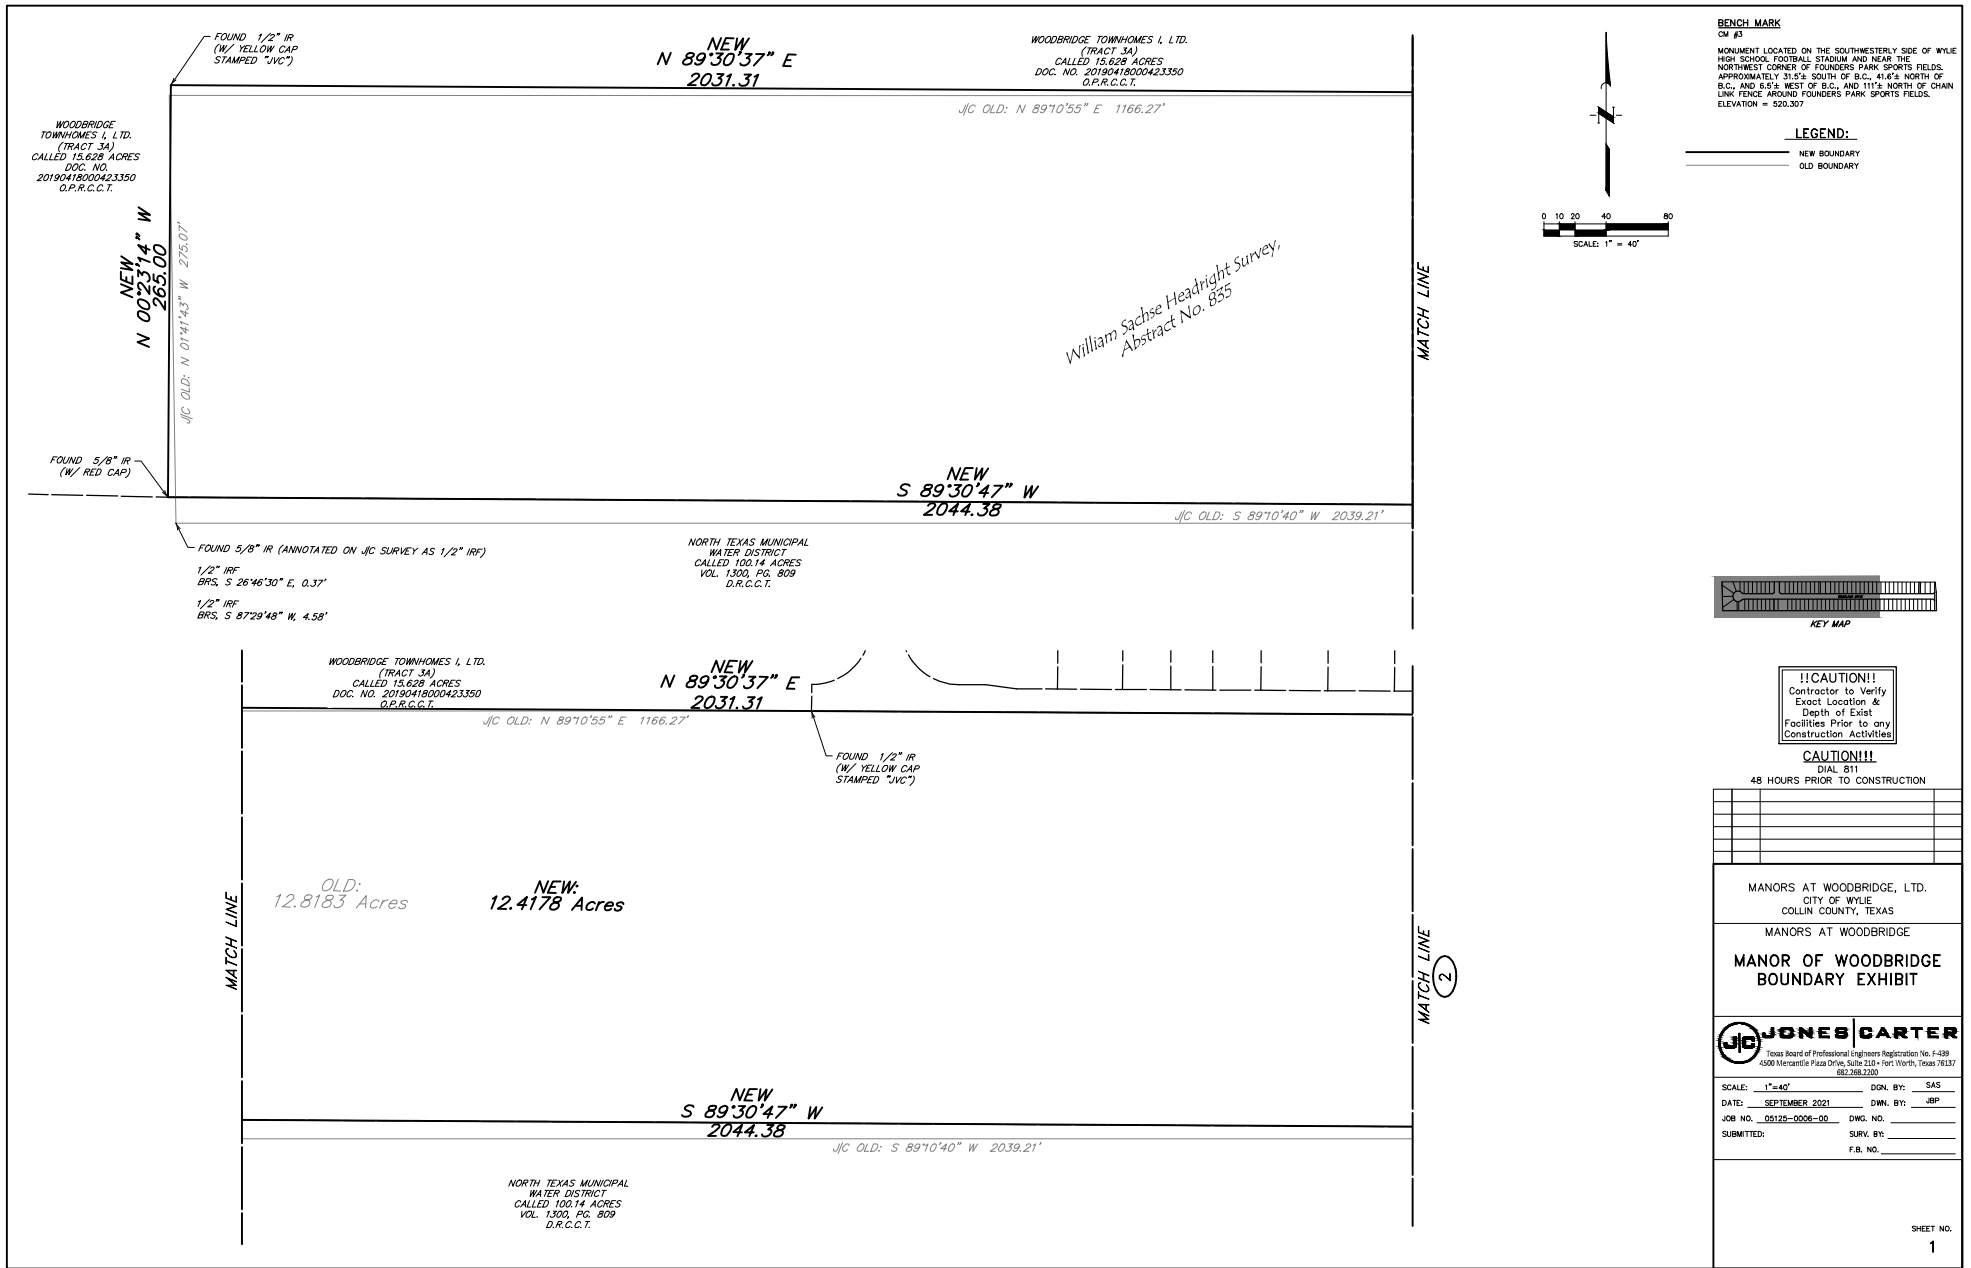 FOUND 1/2" IR
(W/ YELLOW CAP
STAMPED "JVC")
NEW
N 89°30'37" E
2031.31
WOODBRIDGE TOWNHOMES I, LTD.
(TRACT 3A)
CALLED 15.628 ACRES
DOC. NO. 20190418000423350
O.P.R.C.C.T.
J|C OLD: N 89°10'55" E 1166.27'
WOODBRIDGE
TOWNHOMES I, LTD.
(TRACT 3A)
CALLED 15.628 ACRES
DOC. NO.
20190418000423350
O.P.R.C.C.T.
NEW
N 00°23'14" W
265.00
J|C OLD: N 01°41'43" W 275.07'
William Sachse Headright Survey,
Abstract No. 835
MATCH LINE
FOUND 5/8" IR
(W/ RED CAP)
NEW
S 89°30'47" W
2044.38
J|C OLD: S 89°10'40" W 2039.21'
FOUND 5/8" IR (ANNOTATED ON J|C SURVEY AS 1/2" IRF)
1/2" IRF
BRS, S 26°46'30" E, 0.37'
1/2" IRF
BRS, S 87°29'48" W, 4.58'
NORTH TEXAS MUNICIPAL
WATER DISTRICT
CALLED 100.14 ACRES
VOL. 1300, PG. 809
D.R.C.C.T.
WOODBRIDGE TOWNHOMES I, LTD.
(TRACT 3A)
CALLED 15.628 ACRES
DOC. NO. 20190418000423350
O.P.R.C.C.T.
NEW
N 89°30'37" E
2031.31
J|C OLD: N 89°10'55" E 1166.27'
FOUND 1/2" IR
(W/ YELLOW CAP
STAMPED "JVC")
OLD:
12.8183 Acres
NEW:
12.4178 Acres
MATCH LINE
MATCH LINE
2
NEW
S 89°30'47" W
2044.38
J|C OLD: S 89°10'40" W 2039.21'
NORTH TEXAS MUNICIPAL
WATER DISTRICT
CALLED 100.14 ACRES
VOL. 1300, PG. 809
D.R.C.C.T.
N
0 10 20 40 80
SCALE: 1" = 40'
BENCH MARK
CM #3
MONUMENT LOCATED ON THE SOUTHWESTERLY SIDE OF WYLIE
HIGH SCHOOL FOOTBALL STADIUM AND NEAR THE
NORTHWEST CORNER OF FOUNDERS PARK SPORTS FIELDS.
APPROXIMATELY 31.5'± SOUTH OF B.C., 41.6'± NORTH OF
B.C., AND 6.5'± WEST OF B.C., AND 111'± NORTH OF CHAIN
LINK FENCE AROUND FOUNDERS PARK SPORTS FIELDS.
ELEVATION = 520.307
LEGEND:
NEW BOUNDARY
OLD BOUNDARY
KEY MAP
!!CAUTION!!
Contractor to Verify
Exact Location &
Depth of Exist
Facilities Prior to any
Construction Activities
CAUTION!!!
DIAL 811
48 HOURS PRIOR TO CONSTRUCTION
MANORS AT WOODBRIDGE, LTD.
CITY OF WYLIE
COLLIN COUNTY, TEXAS
MANORS AT WOODBRIDGE
MANOR OF WOODBRIDGE
BOUNDARY EXHIBIT
J|C JONES|CARTER
Texas Board of Professional Engineers Registration No. F-439
4500 Mercantile Plaza Drive, Suite 210 • Fort Worth, Texas 76137
682.268.2200
SCALE: 1"=40' DGN. BY: SAS
DATE: SEPTEMBER 2021 DWN. BY: JBP
JOB NO. 05125-0006-00 DWG. NO.
SUBMITTED: SURV. BY:
F.B. NO.
SHEET NO.
1